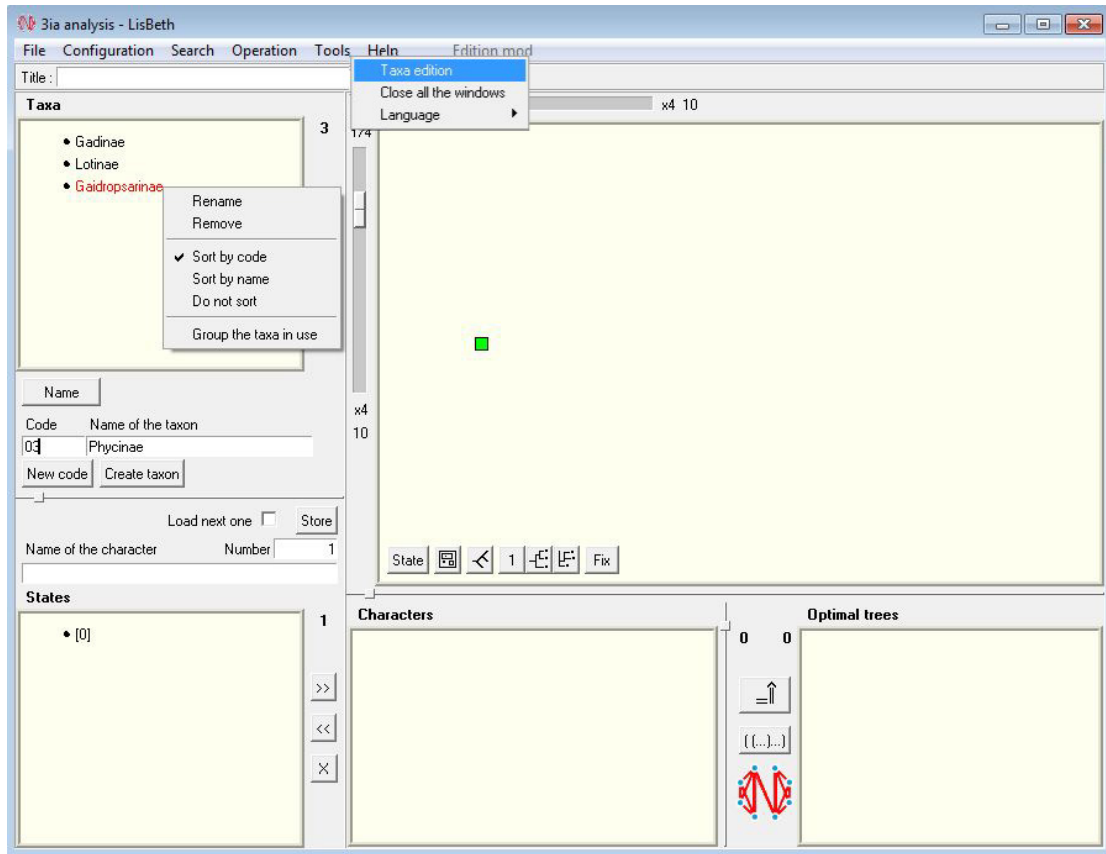 3ia analysis - LisBeth
File Configuration Search Operation Tools Help Edition mod
Title :
Taxa edition
Close all the windows
Language
Taxa
3
Gadinae
Lotinae
Gaidropsarinae
Rename
Remove
Sort by code
Sort by name
Do not sort
Group the taxa in use
x4 10
174
x4
10
Name
Code Name of the taxon
03 Phycinae
New code Create taxon
Load next one Store
Name of the character Number 1
States
1
[0]
>>
<<
X
State 1 Fix
Characters
0 0
((...)...)
Optimal trees